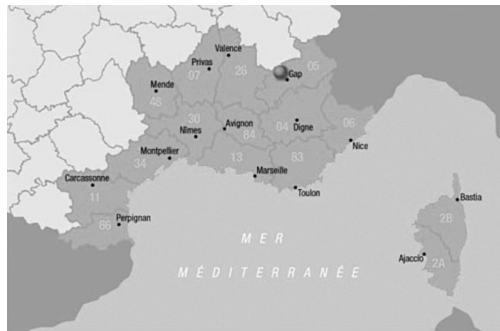 Valence
Privas
07
26
05
Gap
Mende
48
30
Avignon
04
Digne
06
Nîmes
84
Nice
Montpellier
34
13
83
Marseille
Toulon
Carcassonne
11
66
Perpignan
Bastia
2B
MER
MÉDITERRANÉE
Ajaccio
2A